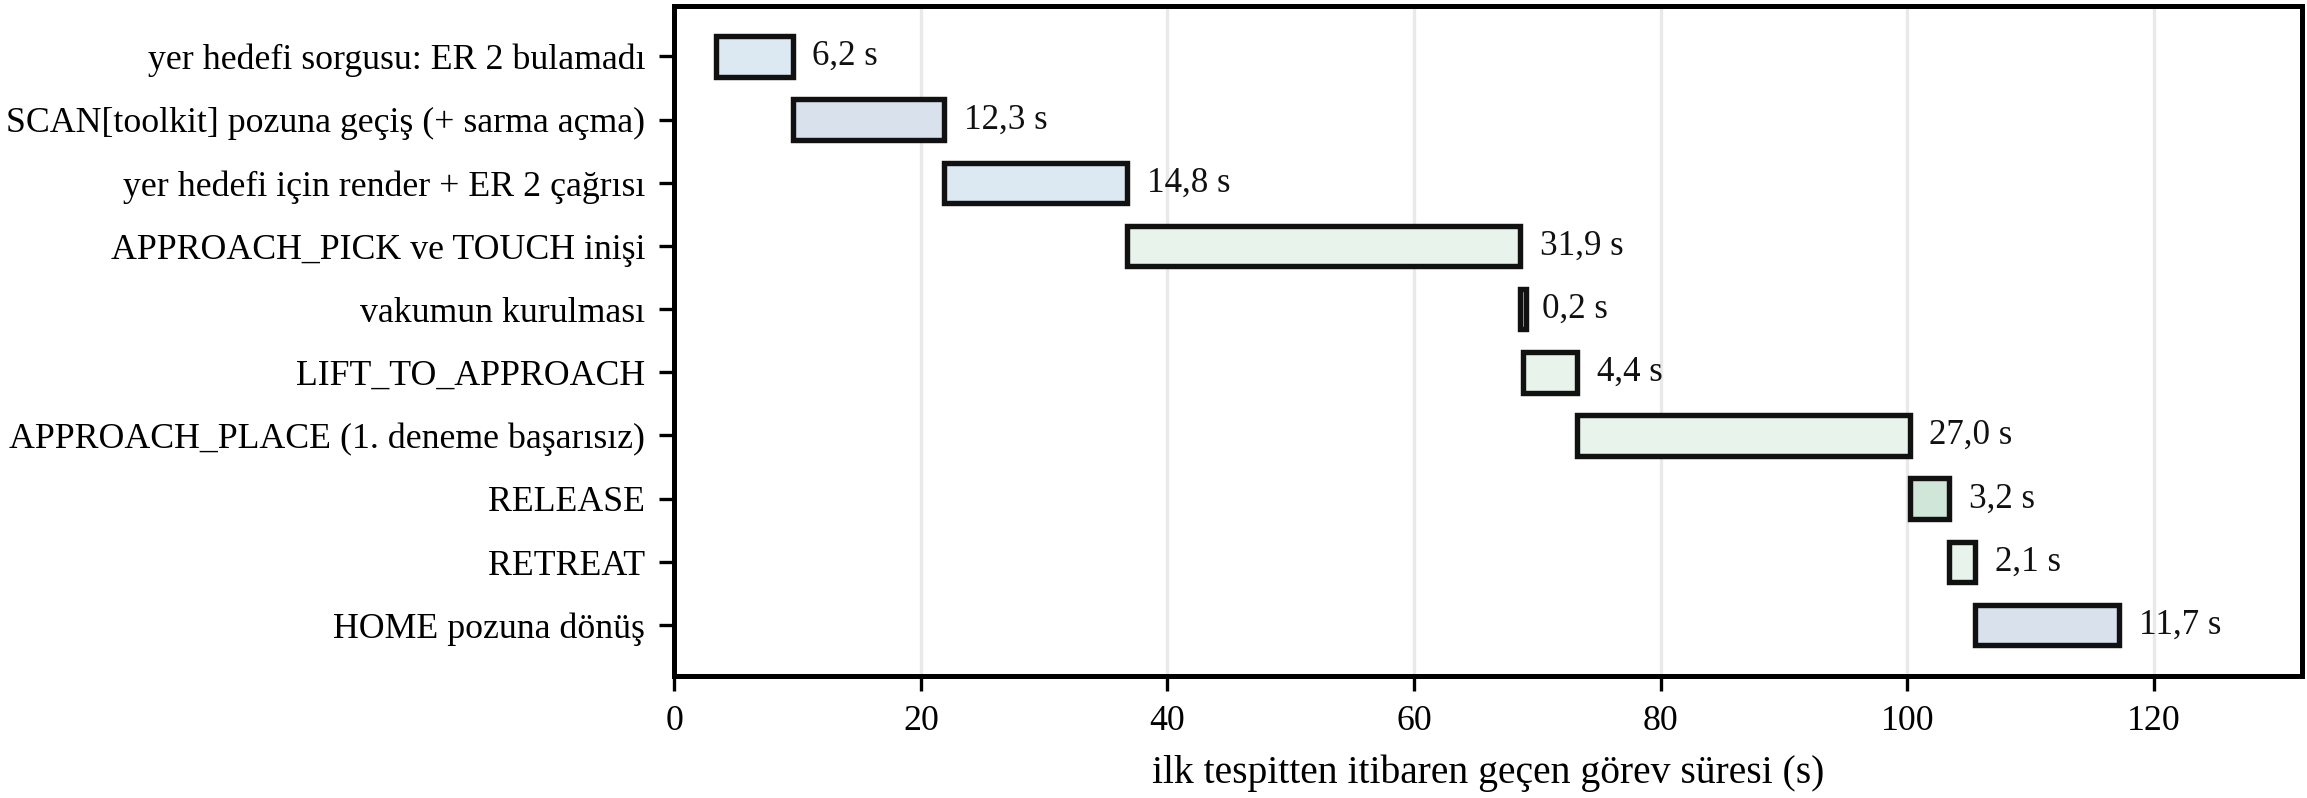 yer hedefi sorgusu: ER 2 bulamadı 6,2 s
SCAN[toolkit] pozuna geçiş (+ sarma açma) 12,3 s
yer hedefi için render + ER 2 çağrısı 14,8 s
APPROACH_PICK ve TOUCH inişi 31,9 s
vakumun kurulması 0,2 s
LIFT_TO_APPROACH 4,4 s
APPROACH_PLACE (1. deneme başarısız) 27,0 s
RELEASE 3,2 s
RETREAT 2,1 s
HOME pozuna dönüş 11,7 s
0 20 40 60 80 100 120
ilk tespitten itibaren geçen görev süresi (s)